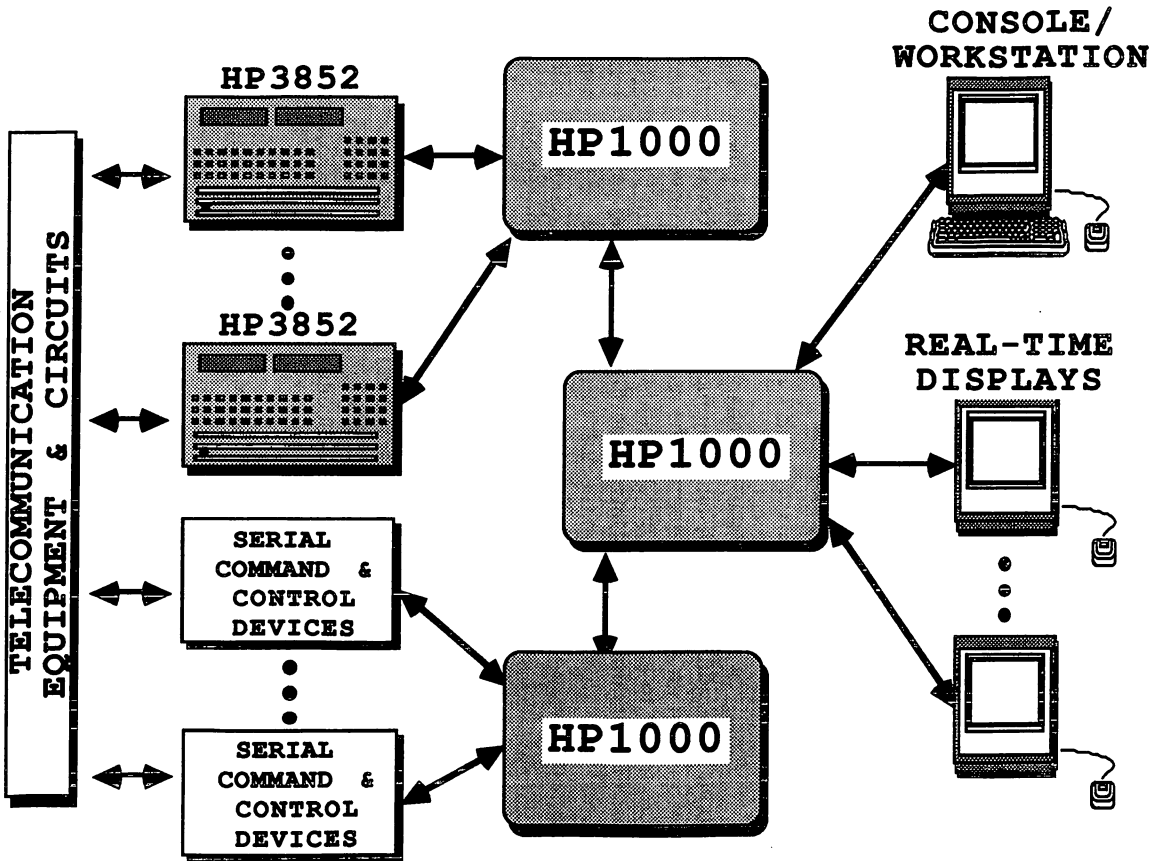 CONSOLE/
WORKSTATION
HP3852
HP1000
TELECOMMUNICATION
EQUIPMENT & CIRCUITS
HP3852
REAL-TIME
DISPLAYS
HP1000
SERIAL
COMMAND &
CONTROL
DEVICES
HP1000
SERIAL
COMMAND &
CONTROL
DEVICES